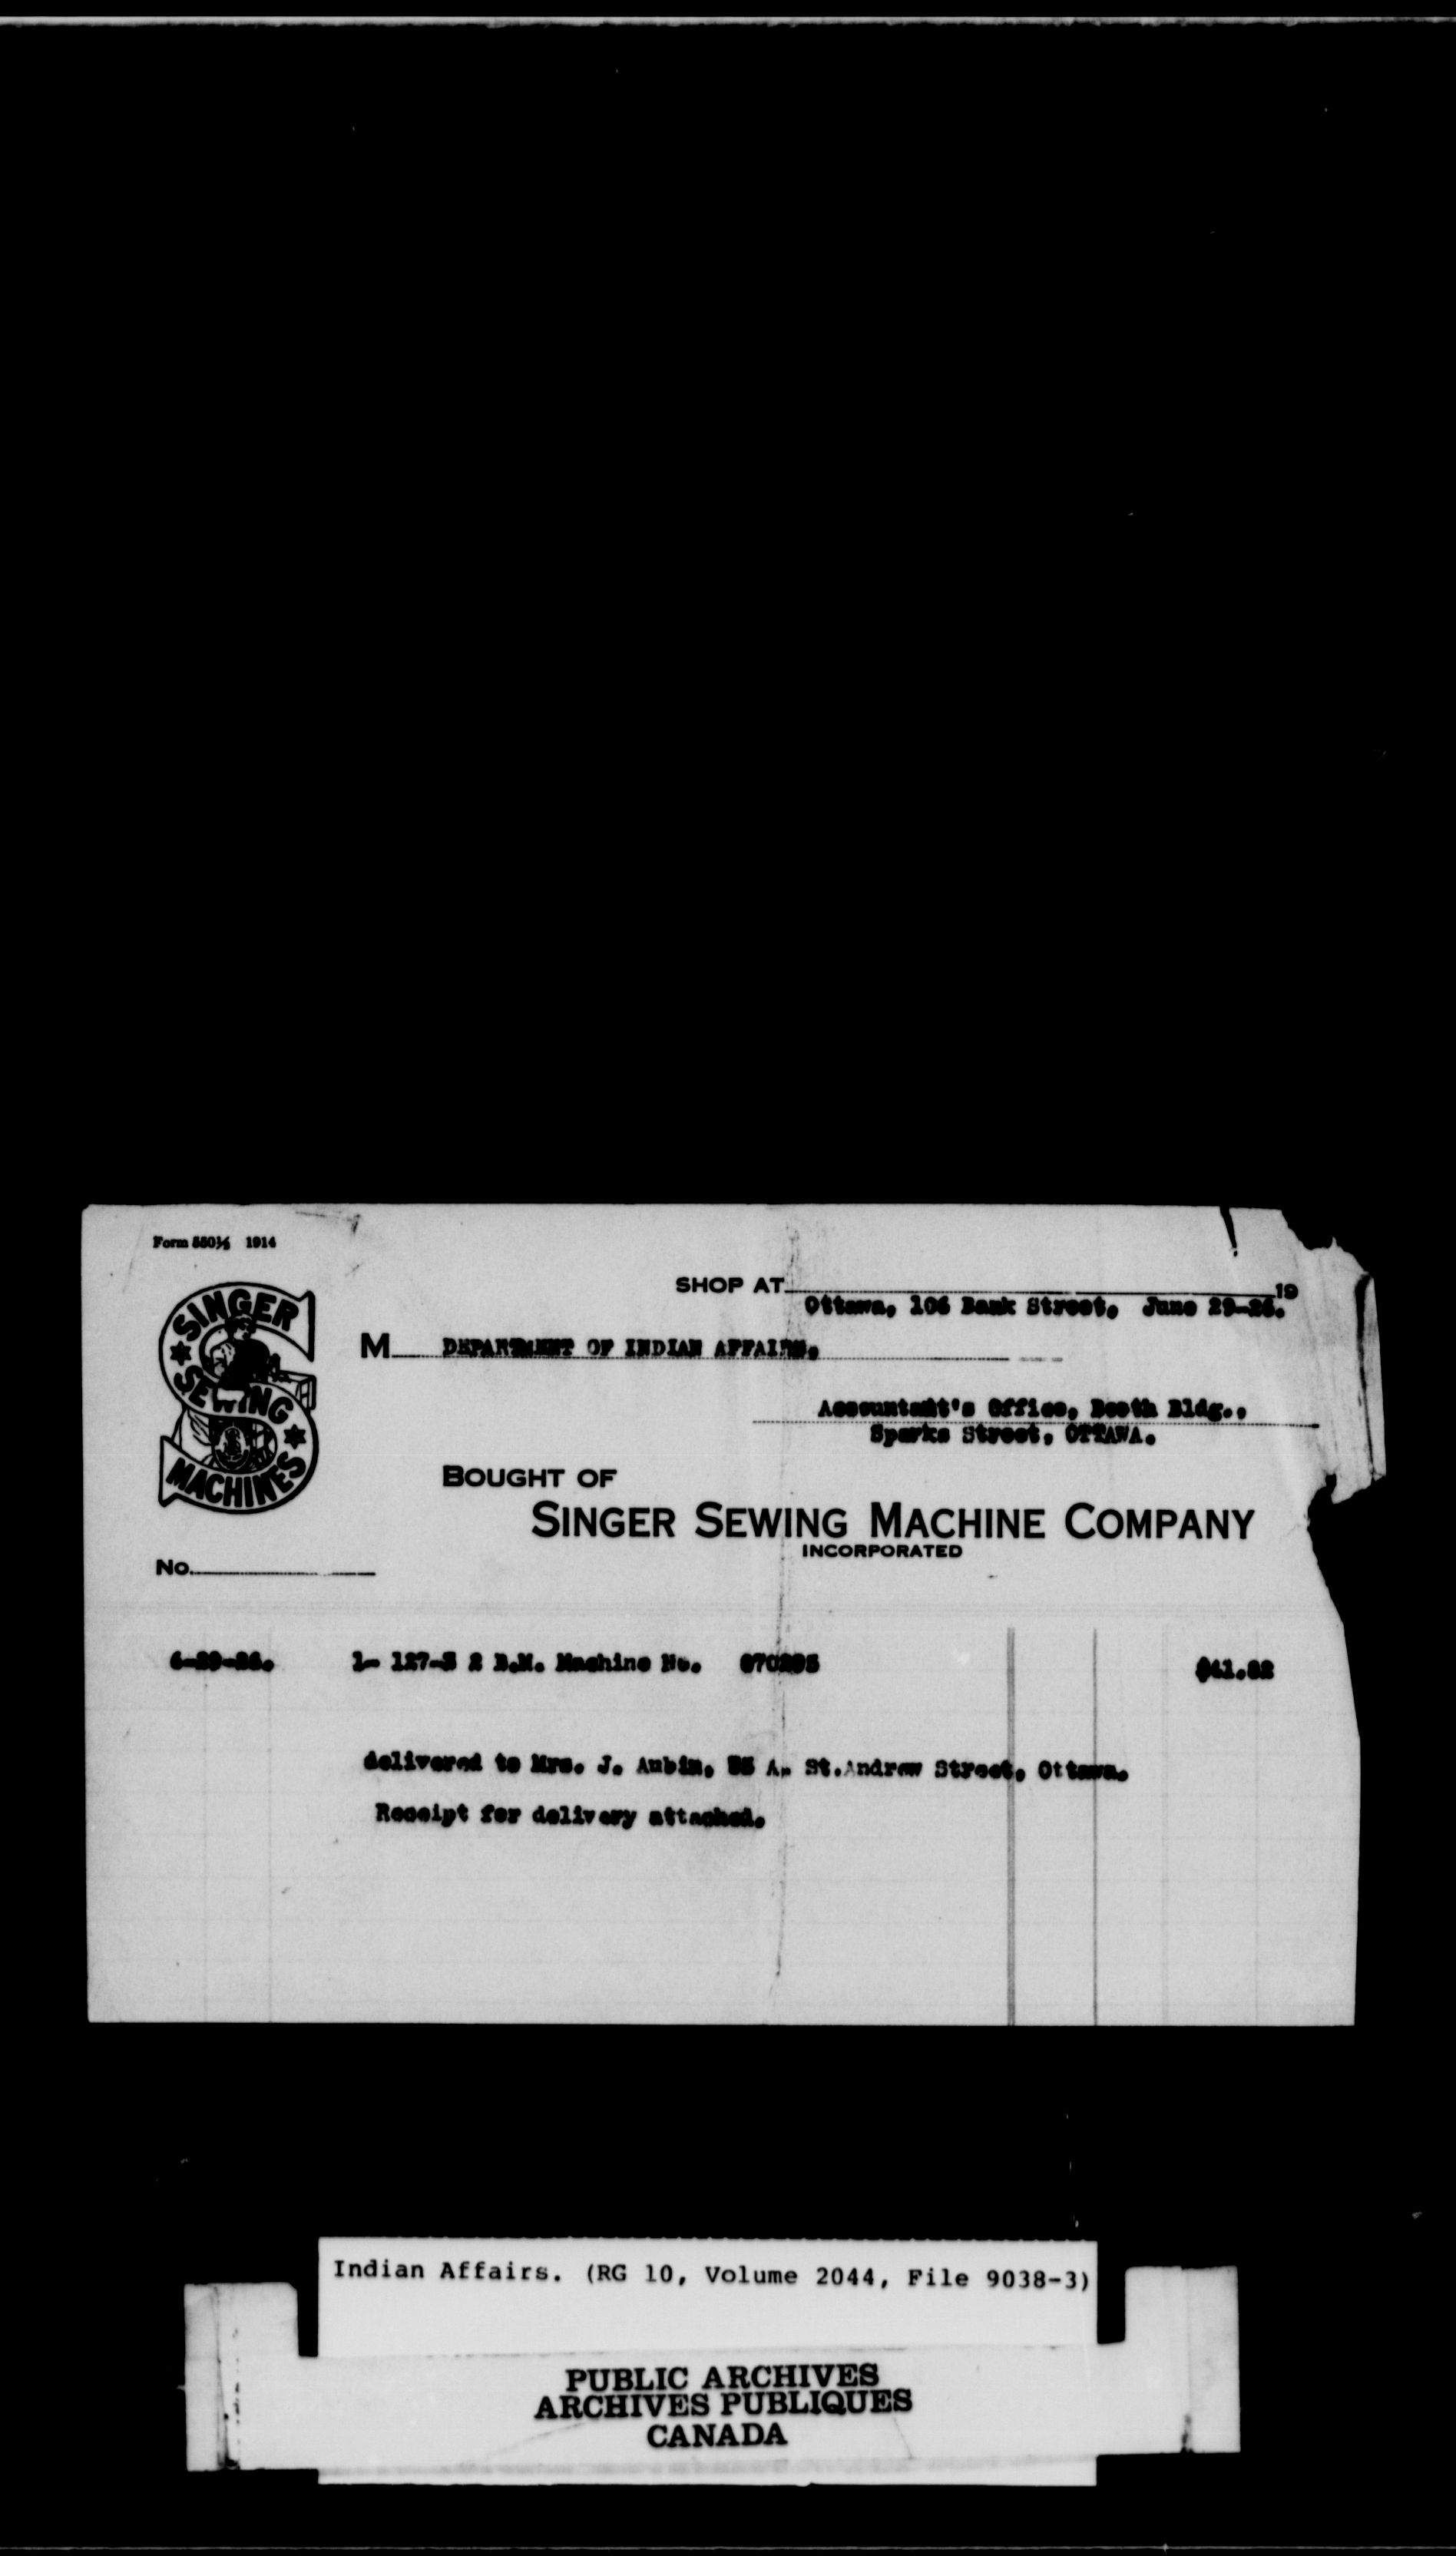 Form 550½ 1914
SHOP AT 19
Ottawa, 106 Bank Street, June 29-26.
SINGER
SEWING
MACHINES
M DEPARTMENT OF INDIAN AFFAIRS,
Accountant's Office, Booth Bldg.,
Sparks Street, OTTAWA.
BOUGHT OF
SINGER SEWING MACHINE COMPANY
INCORPORATED
No.
6-29-26. 1- 127-3 2 D.M. Machine No.
delivered to Mrs. J. Aubin, A. St.Andrew Street, Ottawa.
Receipt for delivery attached.
Indian Affairs. (RG 10, Volume 2044, File 9038-3)
PUBLIC ARCHIVES
ARCHIVES PUBLIQUES
CANADA